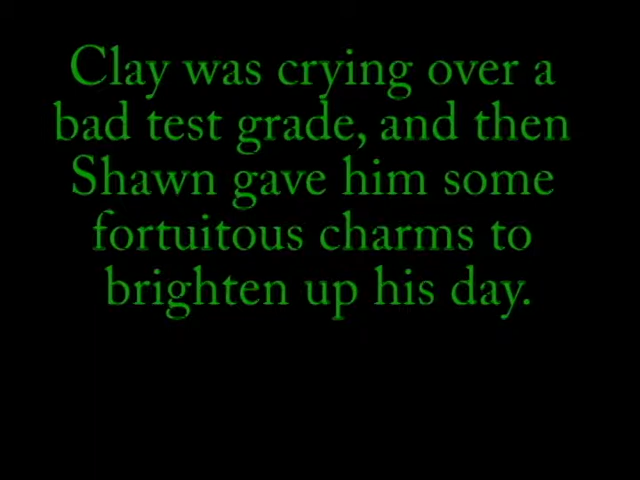 Clay was crying over a
bad test grade, and then
Shawn gave him some
fortuitous charms to
brighten up his day.